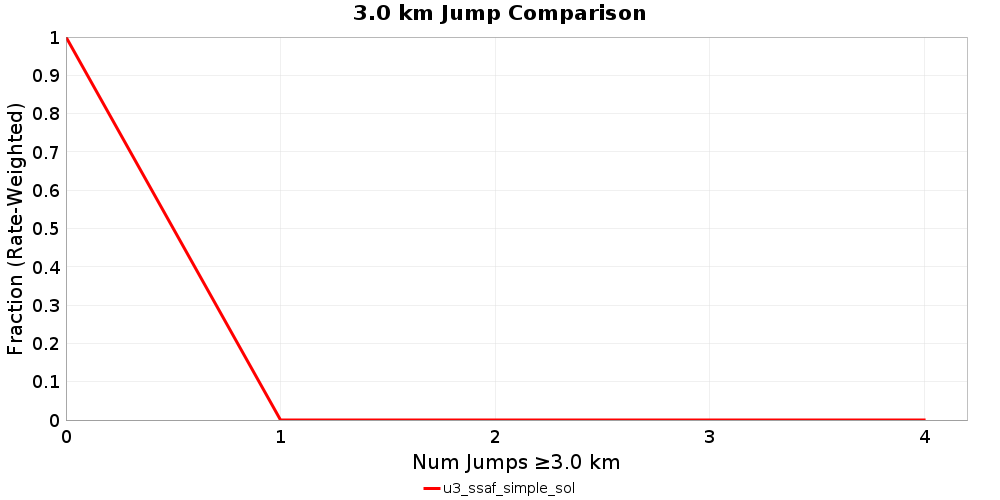 3.0 km Jump Comparison
Fraction (Rate-Weighted)
1
0.9
0.8
0.7
0.6
0.5
0.4
0.3
0.2
0.1
0
0 1 2 3 4
Num Jumps ≥3.0 km
u3_ssaf_simple_sol